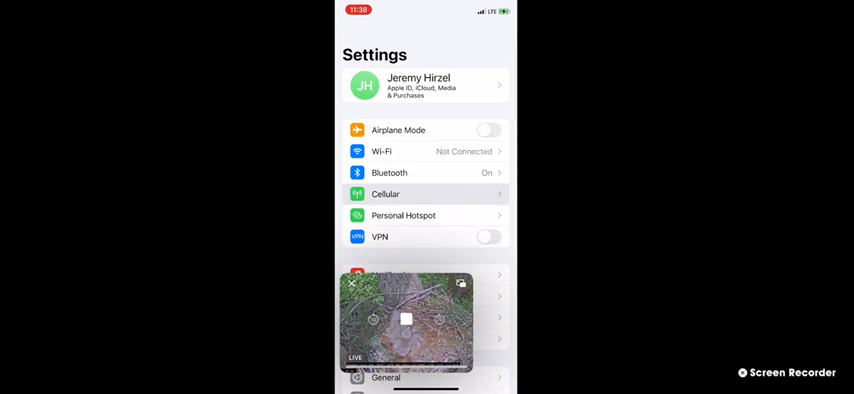 11:38
LTE
Settings
JH
Jeremy Hirzel
Apple ID, iCloud, Media
& Purchases
Airplane Mode
Wi-Fi Not Connected
Bluetooth On
Cellular
Personal Hotspot
VPN VPN
LIVE
General
Screen Recorder